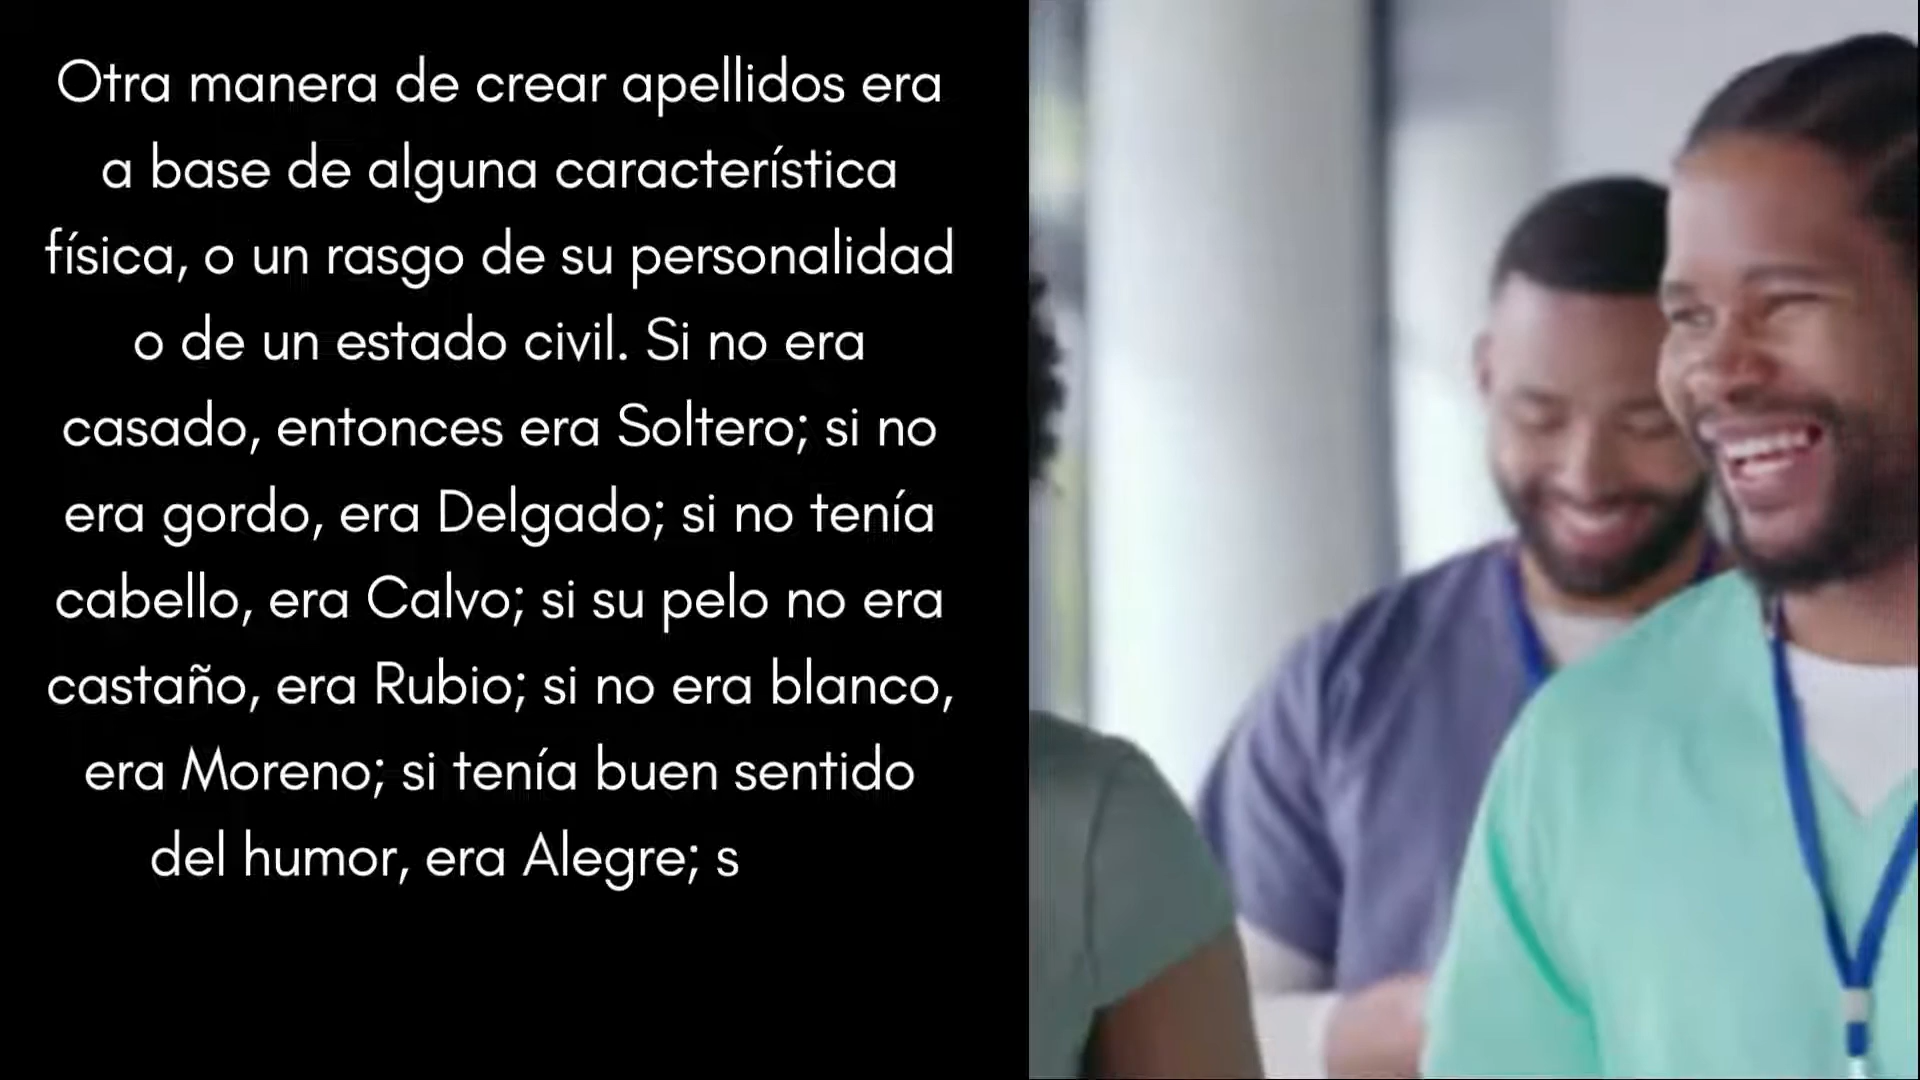 Otra manera de crear apellidos era
a base de alguna característica
física, o un rasgo de su personalidad
o de un estado civil. Si no era
casado, entonces era Soltero; si no
era gordo, era Delgado; si no tenía
cabello, era Calvo; si su pelo no era
castaño, era Rubio; si no era blanco,
era Moreno; si tenía buen sentido
del humor, era Alegre; s